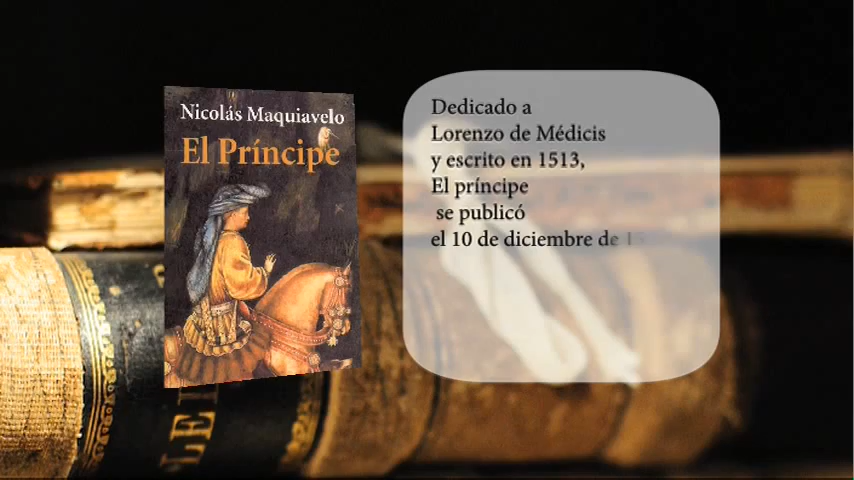 Nicolás Maquiavelo
El Príncipe
Dedicado a
Lorenzo de Médicis
y escrito en 1513,
El príncipe
se publicó
el 10 de diciembre de